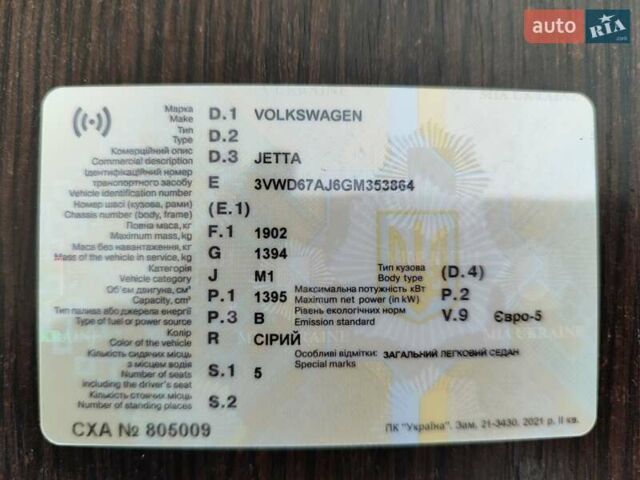 auto RIA .com
MIA UKRAINE
Марка D.1 VOLKSWAGEN
Make
Тип D.2
Type
Комерційний опис D.3 JETTA
Commercial description
Ідентифікаційний номер
транспортного засобу E 3VWD67AJ6GM353864
Vehicle identification number
Номер шасі (кузова, рами) (E.1)
Chassis number (body, frame)
Повна маса, кг F.1 1902
Maximum mass, kg
Маса без навантаження, кг G 1394
Mass of the vehicle in service, kg
Категорія J M1 Тип кузова (D.4)
Vehicle category Body type
Об'єм двигуна, см³ P.1 1395 Максимальна потужність кВт P.2
Capacity, cm³ Maximum net power (in kW)
Тип палива або джерела енергії P.3 B Рівень екологічних норм V.9 Євро-5
Type of fuel or power source Emission standard
Колір R СІРИЙ
Color of the vehicle
Особливі відмітки: ЗАГАЛЬНИЙ ЛЕГКОВИЙ СЕДАН
Special marks
Кількість сидячих місць
з місцем водія S.1 5
Number of seats
including the driver's seat
Кількість стоячих місць S.2
Number of standing places
СХА № 805009
ПК "Україна". Зам. 21-3430. 2021 р. II кв.